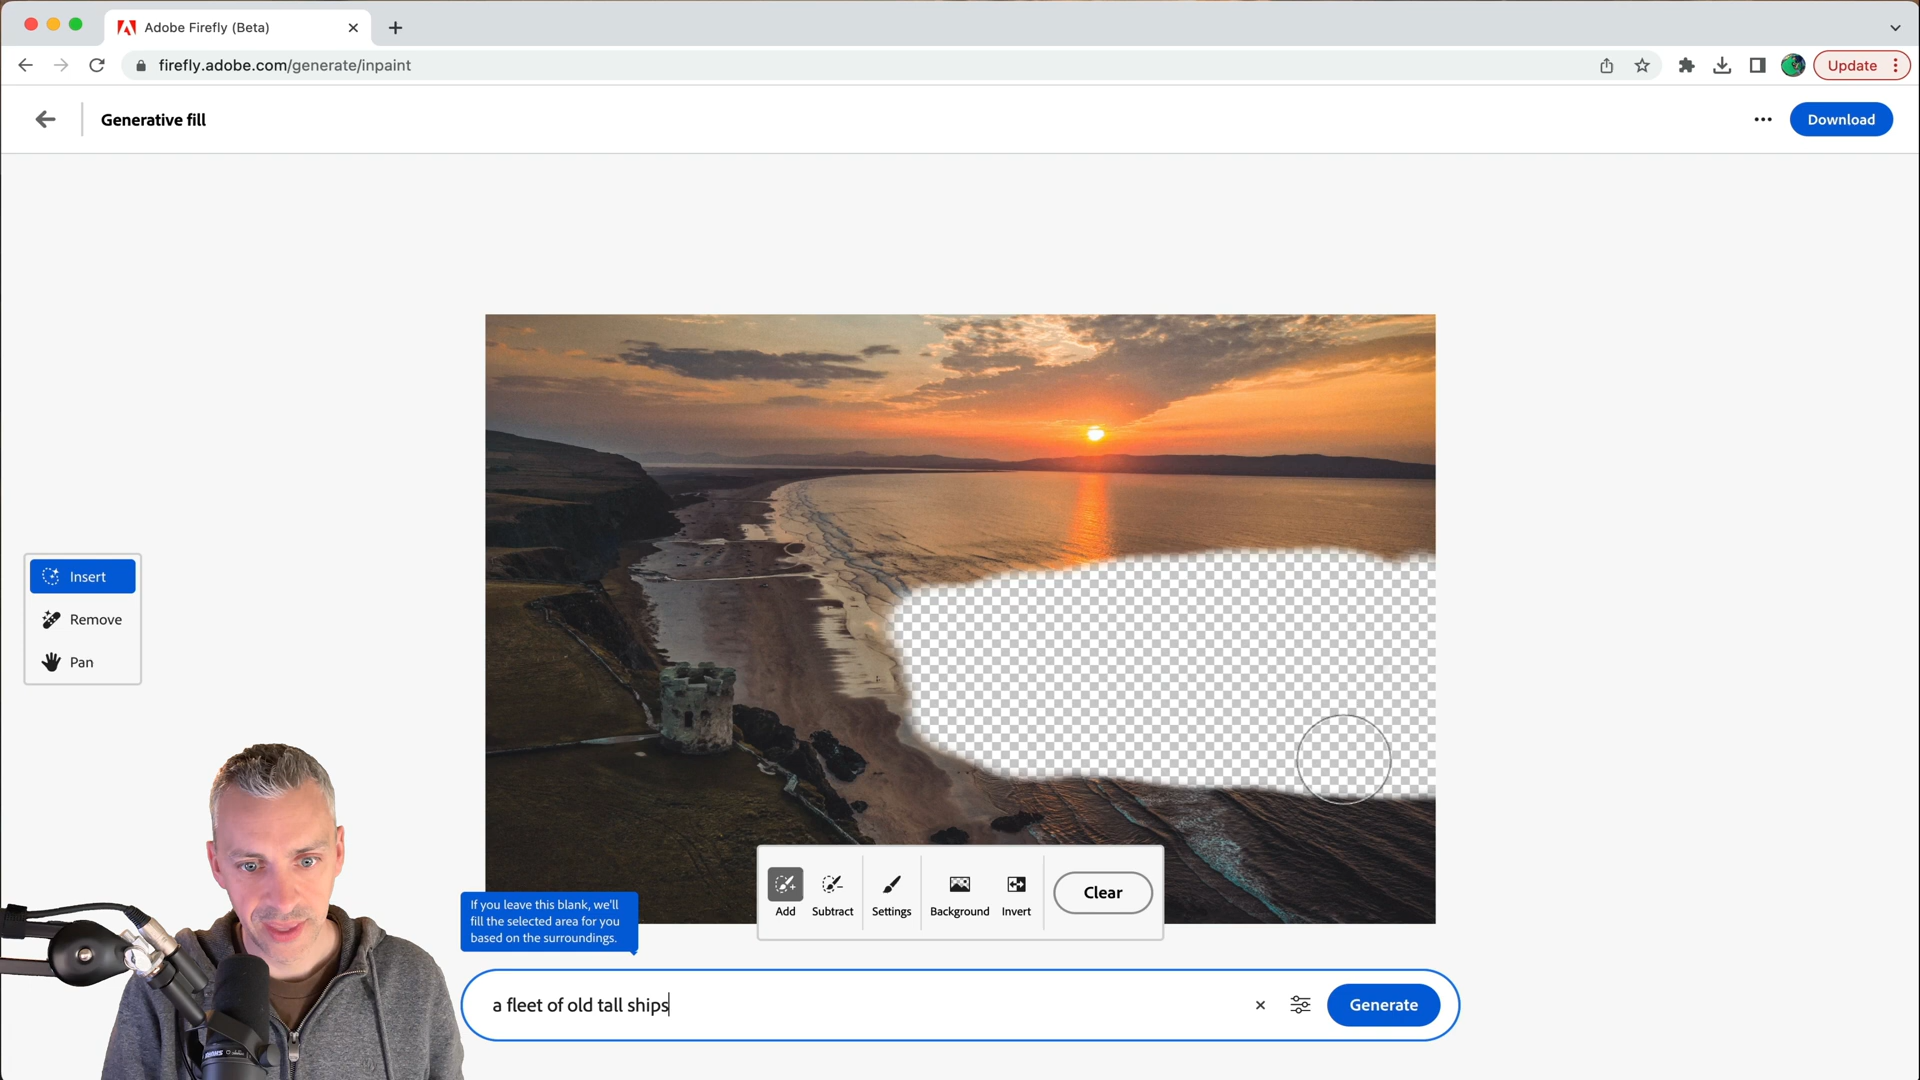 Adobe Firefly (Beta)
firefly.adobe.com/generate/inpaint
Update
Generative fill
Download
Insert
Remove
Pan
Add
Subtract
Settings
Background
Invert
Clear
If you leave this blank, we'll
fill the selected area for you
based on the surroundings.
a fleet of old tall ships
Generate